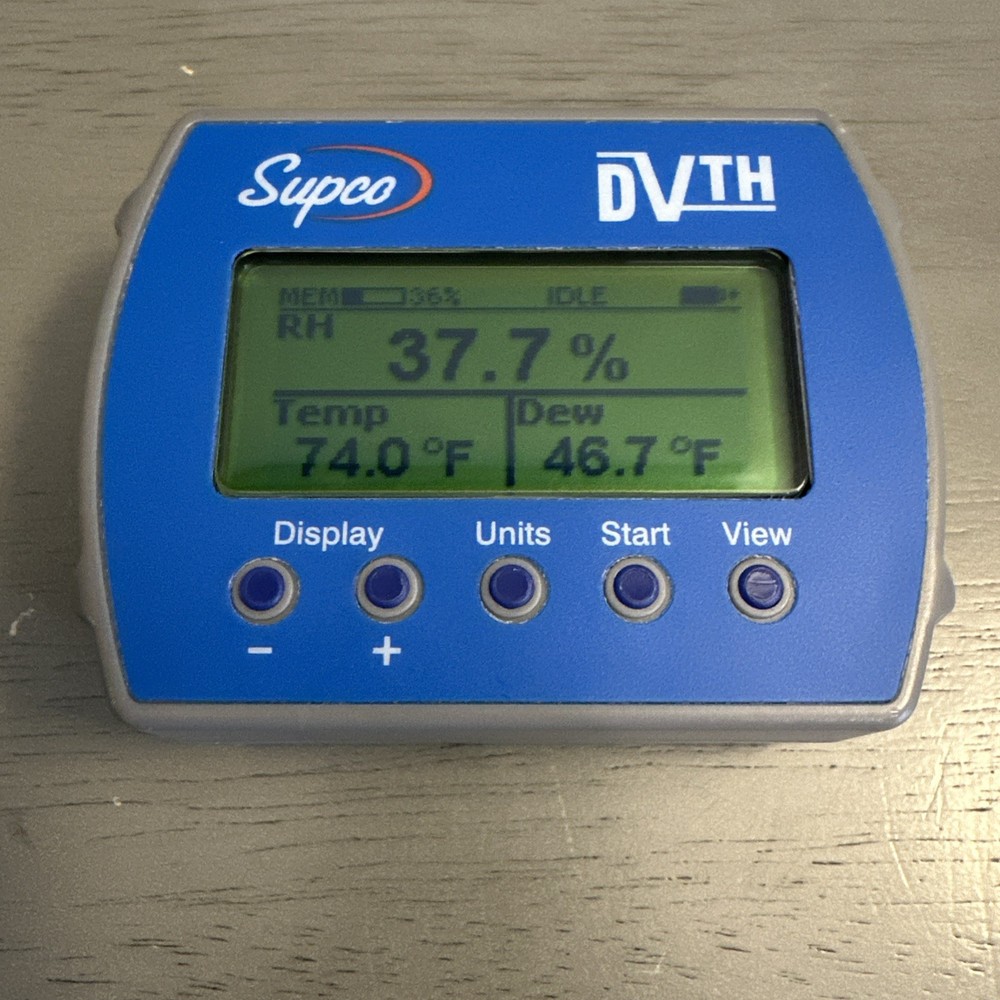 Supco DVTH
MEM 36% IDLE
RH
37.7 %
Temp Dew
74.0 °F 46.7 °F
Display Units Start View
- +